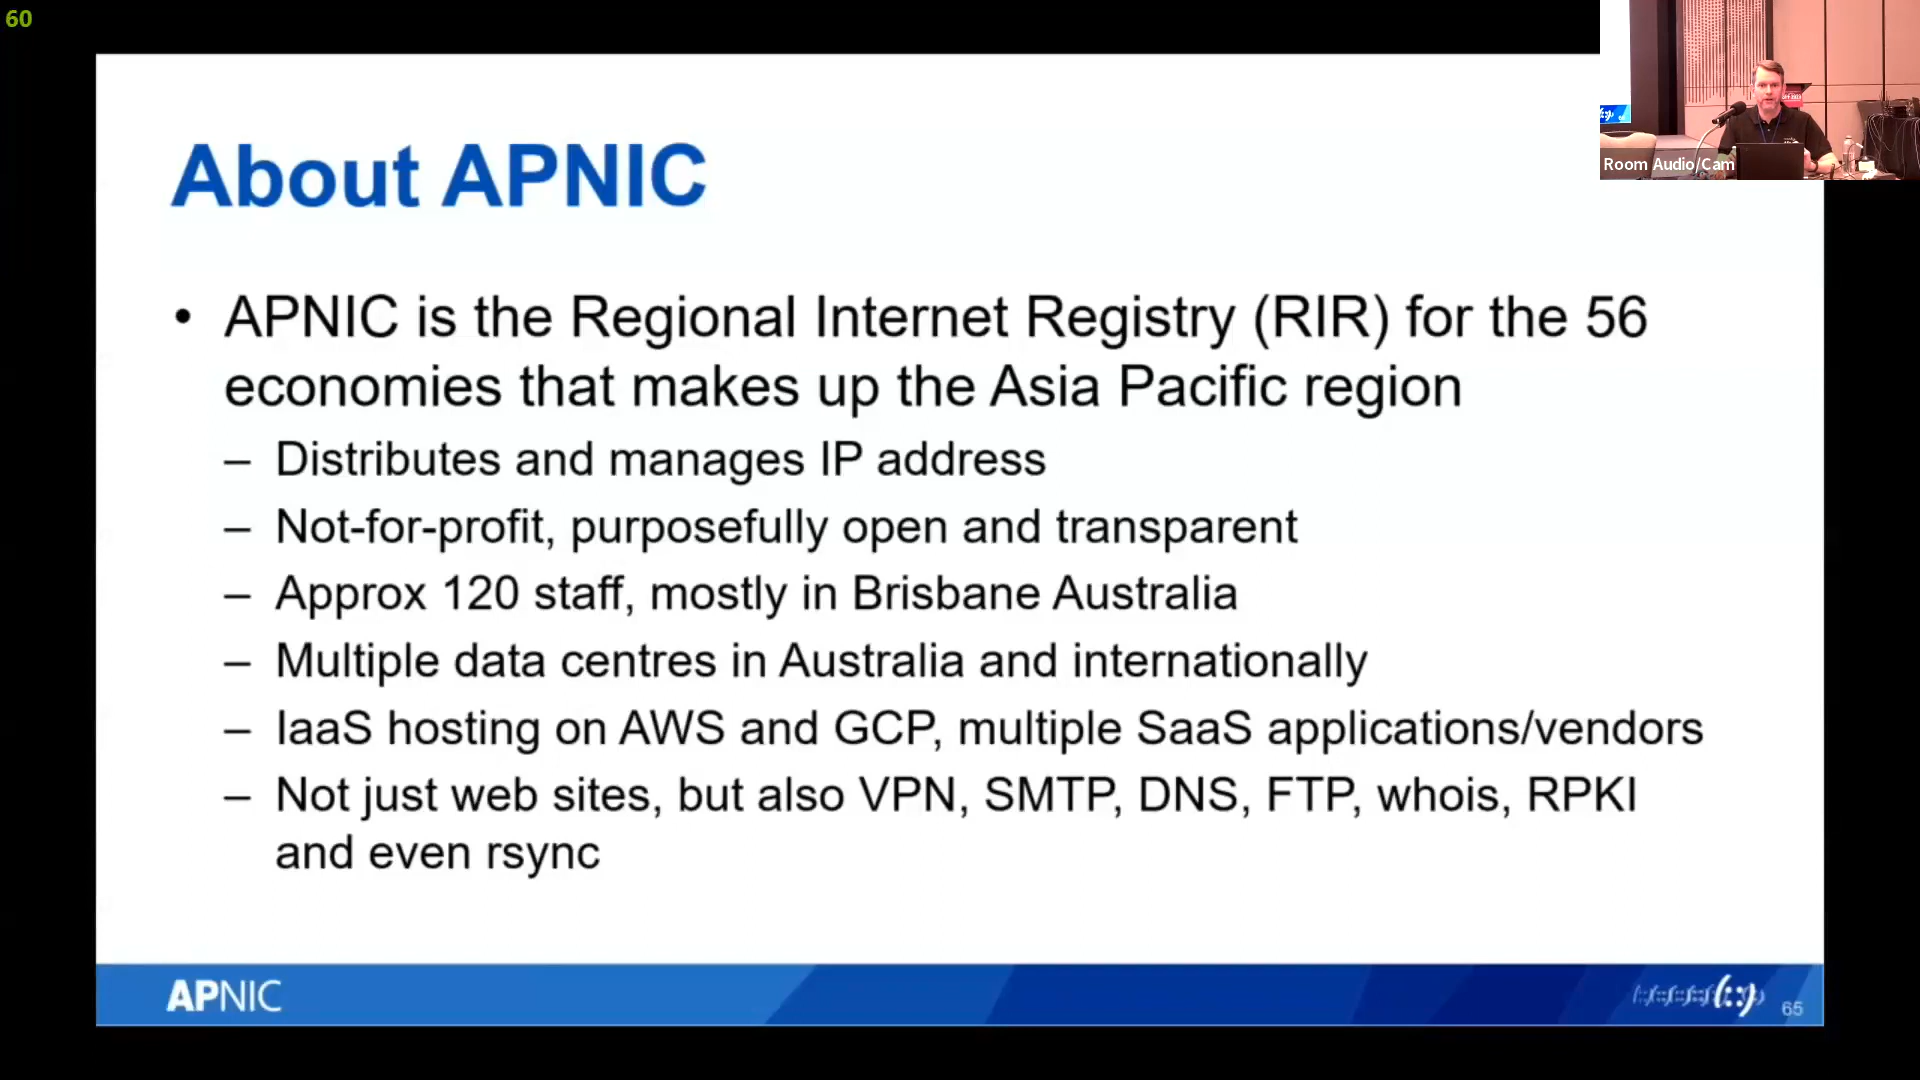 60
Room Audio/Cam
About APNIC
• APNIC is the Regional Internet Registry (RIR) for the 56
economies that makes up the Asia Pacific region
– Distributes and manages IP address
– Not-for-profit, purposefully open and transparent
– Approx 120 staff, mostly in Brisbane Australia
– Multiple data centres in Australia and internationally
– IaaS hosting on AWS and GCP, multiple SaaS applications/vendors
– Not just web sites, but also VPN, SMTP, DNS, FTP, whois, RPKI
and even rsync
APNIC
65